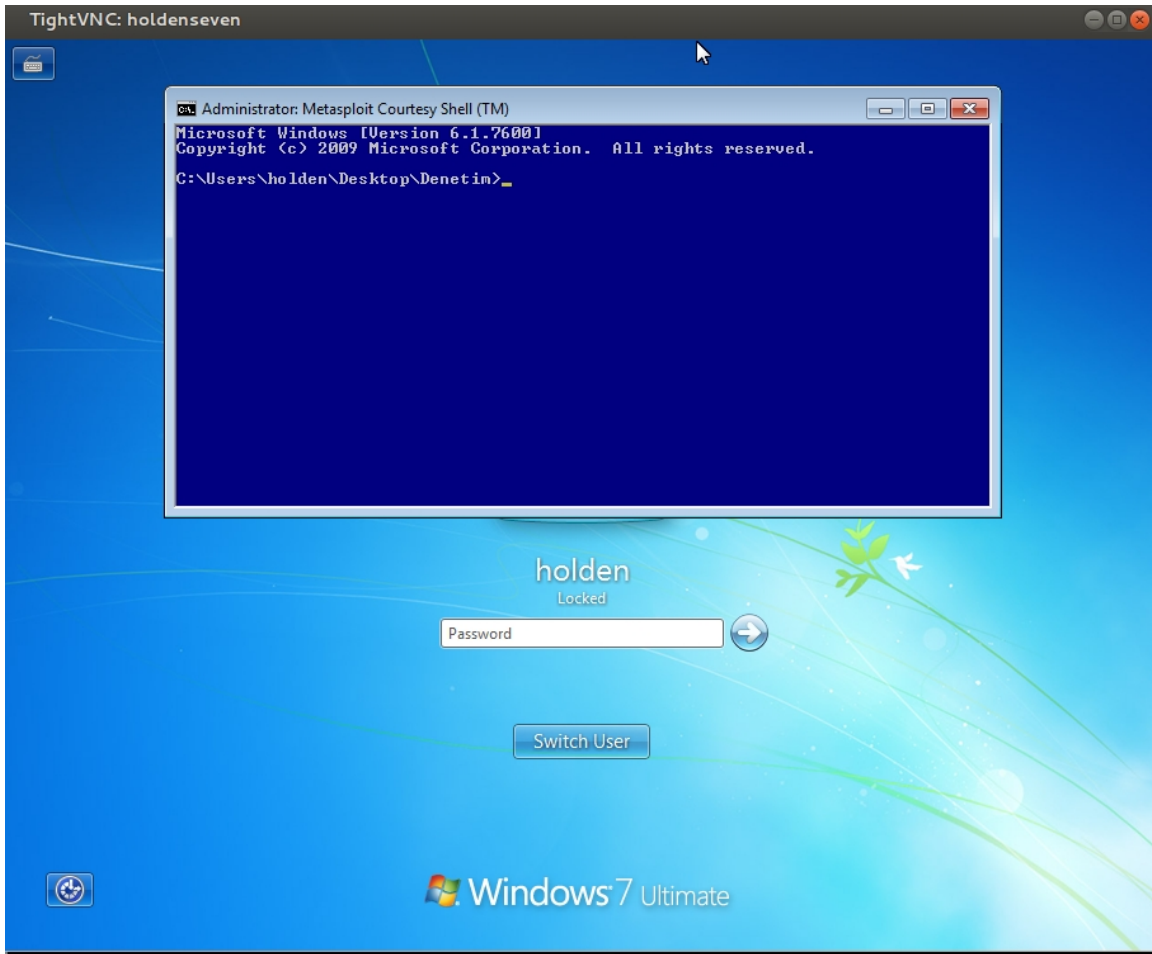 TightVNC: holdenseven
Administrator: Metasploit Courtesy Shell (TM)
Microsoft Windows [Version 6.1.7600]
Copyright (c) 2009 Microsoft Corporation.  All rights reserved.
C:\Users\holden\Desktop\Denetim>_
holden
Locked
Password
Switch User
Windows 7 Ultimate